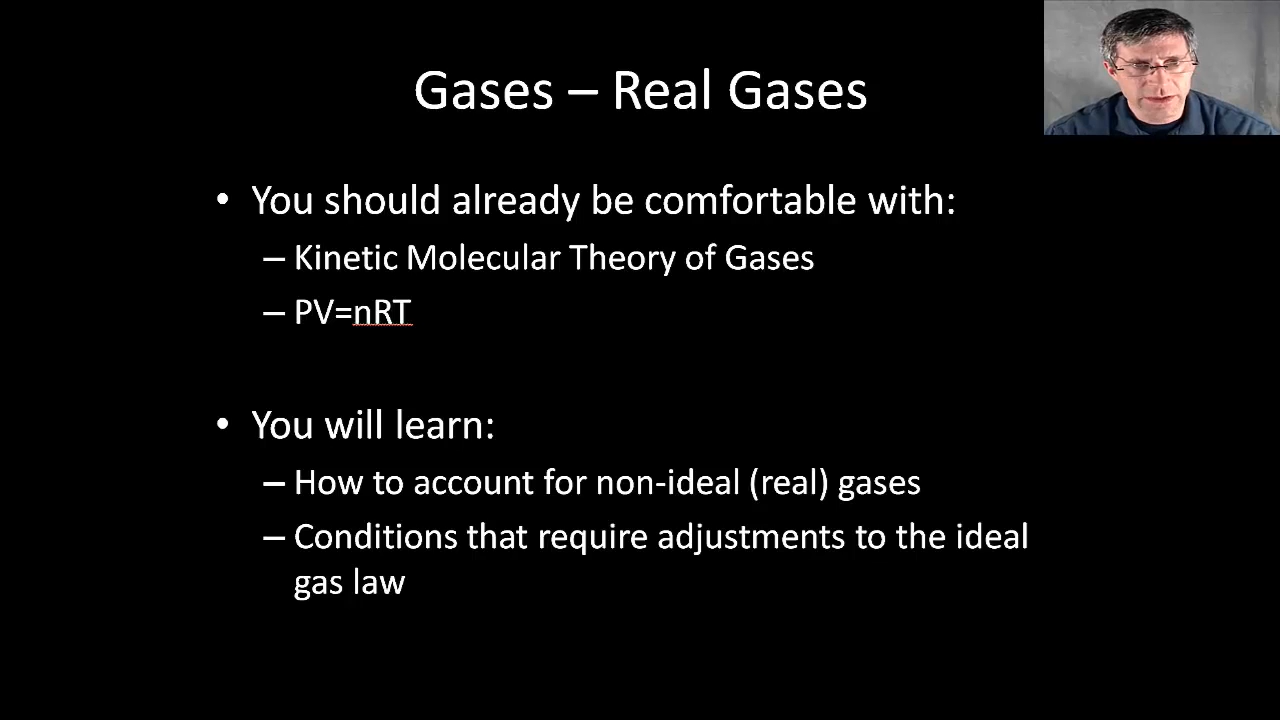 Gases – Real Gases
• You should already be comfortable with:
– Kinetic Molecular Theory of Gases
– PV=nRT
• You will learn:
– How to account for non-ideal (real) gases
– Conditions that require adjustments to the ideal
gas law